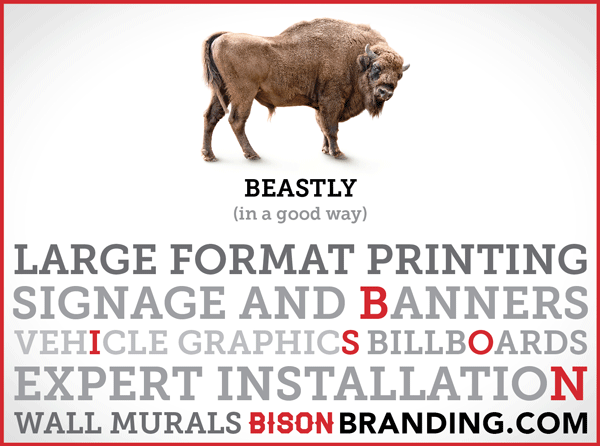 BEASTLY
(in a good way)
LARGE FORMAT PRINTING
SIGNAGE AND BANNERS
VEHICLE GRAPHICS BILLBOARDS
EXPERT INSTALLATION
WALL MURALS BISONBRANDING.COM